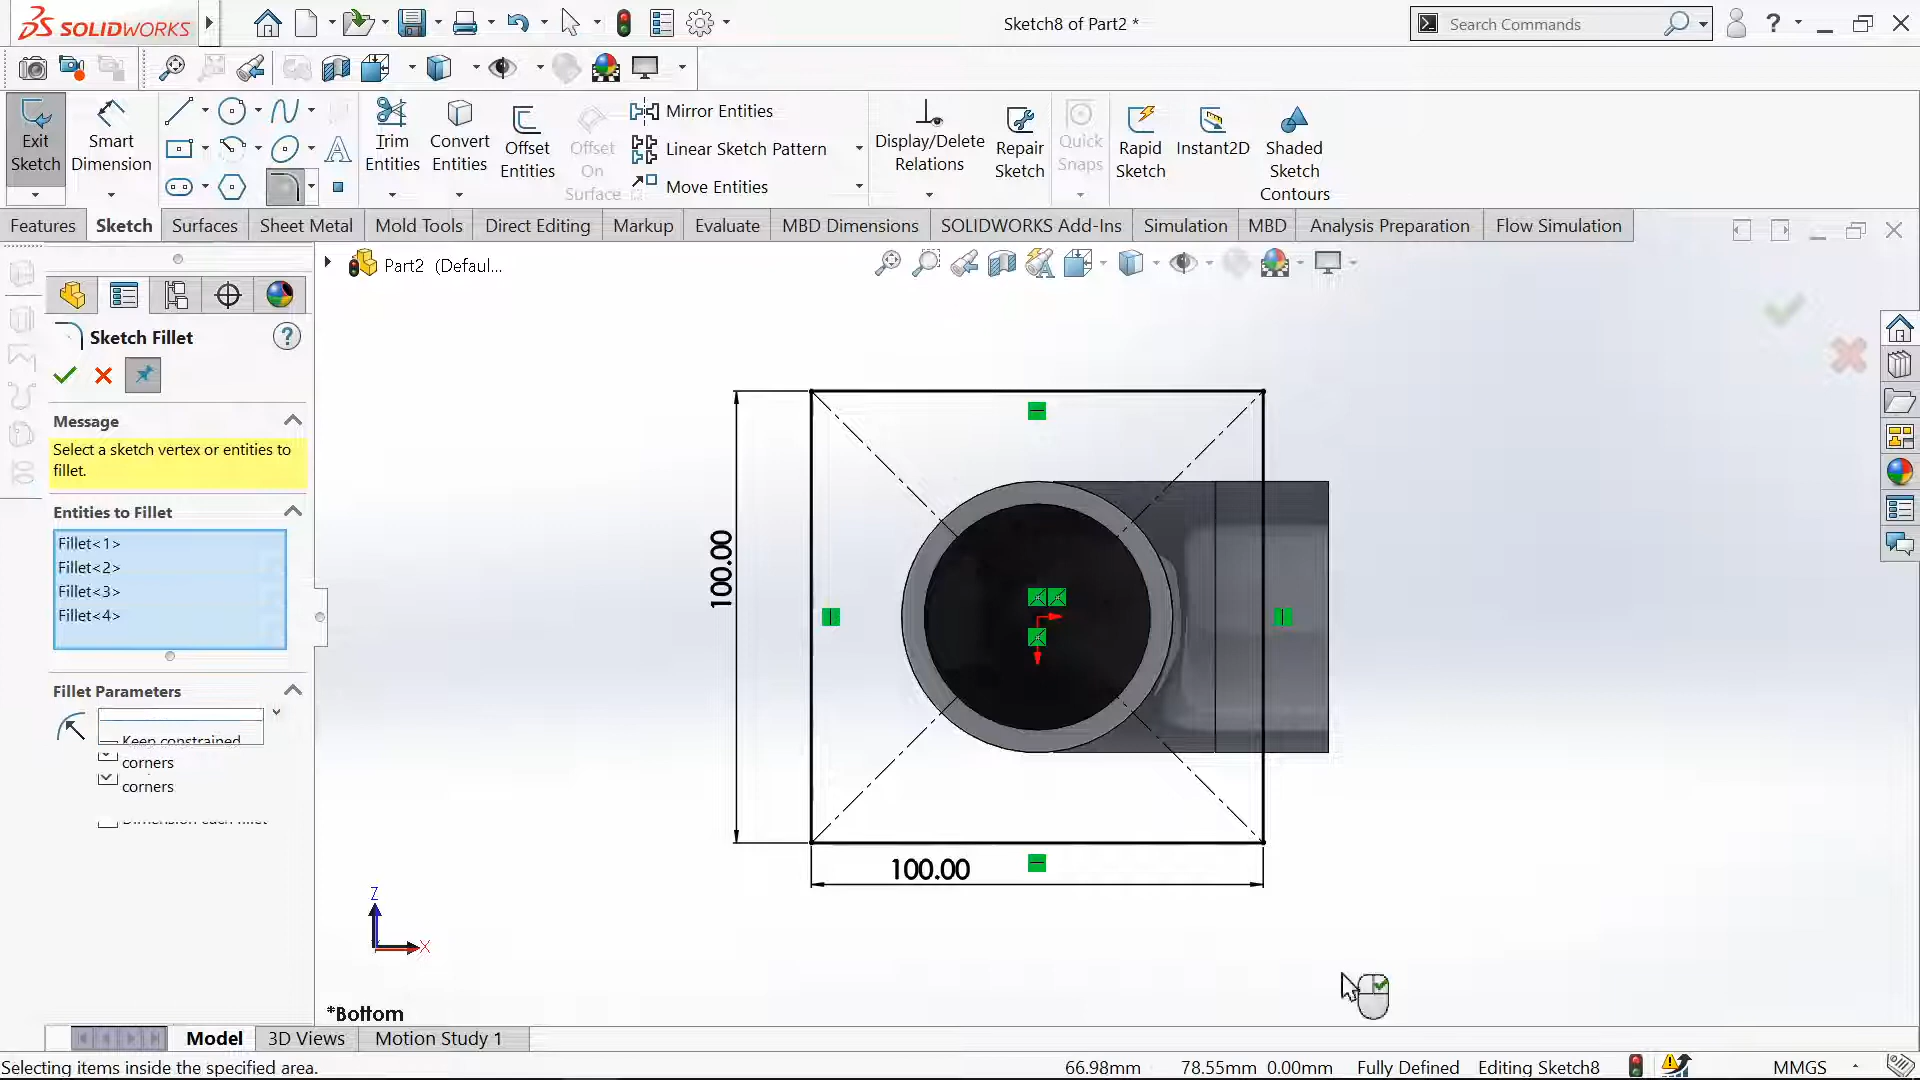 SOLIDWORKS
Sketch8 of Part2 *
Search Commands
?
Exit Sketch
Smart Dimension
Trim Entities
Convert Entities
Offset Entities
Offset On Surface
Mirror Entities
Linear Sketch Pattern
Move Entities
Display/Delete Relations
Repair Sketch
Quick Snaps
Rapid Sketch
Instant2D
Shaded Sketch Contours
Features
Sketch
Surfaces
Sheet Metal
Mold Tools
Direct Editing
Markup
Evaluate
MBD Dimensions
SOLIDWORKS Add-Ins
Simulation
MBD
Analysis Preparation
Flow Simulation
Part2 (Defaul...
Sketch Fillet
?
Message
Select a sketch vertex or entities to
fillet.
Entities to Fillet
Fillet<1>
Fillet<2>
Fillet<3>
Fillet<4>
Fillet Parameters
Keep constrained
corners
corners
Dimension each fillet
100.00
100.00
Z
X
*Bottom
Model
3D Views
Motion Study 1
Selecting items inside the specified area.
66.98mm
78.55mm 0.00mm
Fully Defined
Editing Sketch8
MMGS